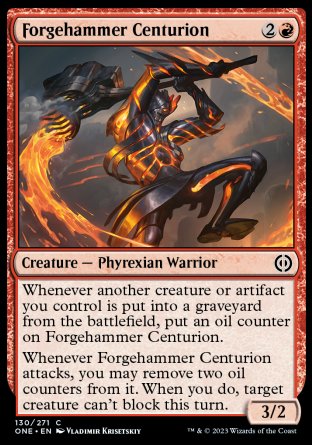 Forgehammer Centurion 2
Creature — Phyrexian Warrior
Whenever another creature or artifact
you control is put into a graveyard
from the battlefield, put an oil counter
on Forgehammer Centurion.
Whenever Forgehammer Centurion
attacks, you may remove two oil
counters from it. When you do, target
creature can't block this turn.
3/2
130/271 C
ONE • EN Vladimir Krisetskiy
™ & © 2023 Wizards of the Coast